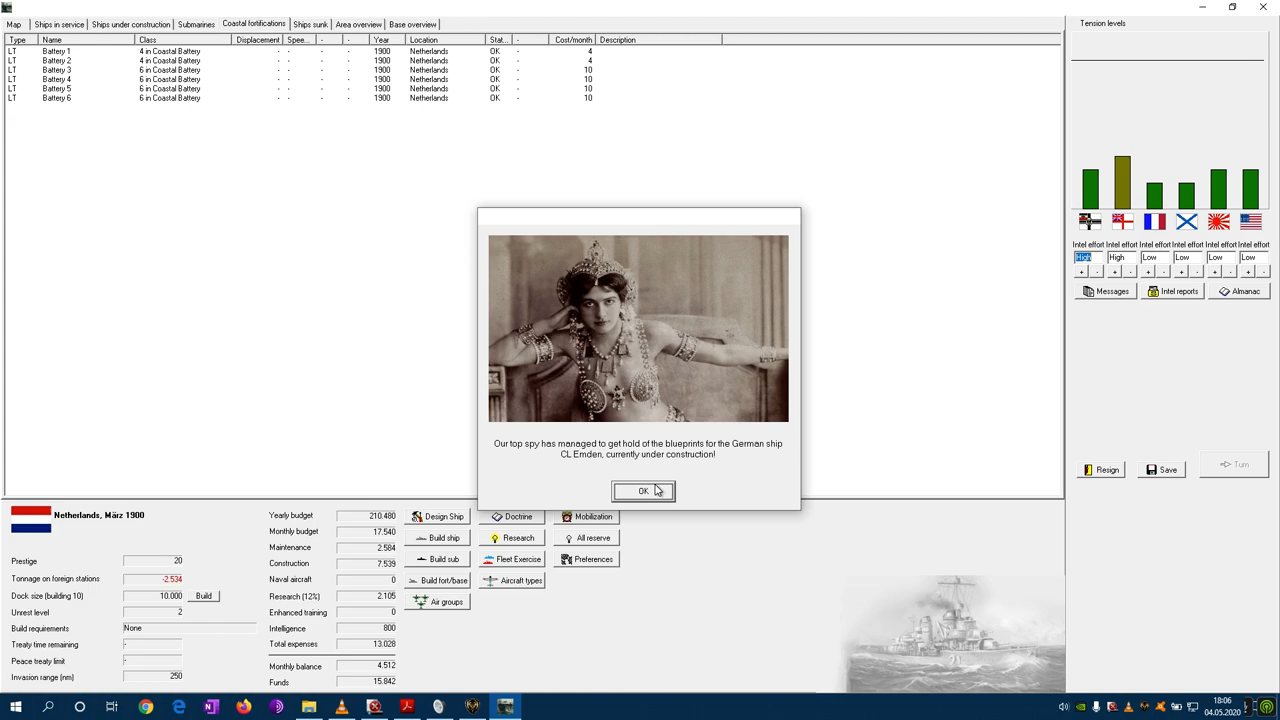 Map Ships in service Ships under construction Submarines Coastal fortifications Ships sunk Area overview Base overview
Type Name Class Displacement Spee... - - Year Location Stat... - Cost/month Description
LT Battery 1 4 in Coastal Battery - - - - 1900 Netherlands OK - 4
LT Battery 2 4 in Coastal Battery - - - - 1900 Netherlands OK - 4
LT Battery 3 6 in Coastal Battery - - - - 1900 Netherlands OK - 10
LT Battery 4 6 in Coastal Battery - - - - 1900 Netherlands OK - 10
LT Battery 5 6 in Coastal Battery - - - - 1900 Netherlands OK - 10
LT Battery 6 6 in Coastal Battery - - - - 1900 Netherlands OK - 10
Tension levels
Intel effort Intel effort Intel effort Intel effort Intel effort Intel effort
High High Low Low Low Low
+ - + - + - + - + - + -
Messages Intel reports Almanac
Resign Save Turn
Our top spy has managed to get hold of the blueprints for the German ship
CL Emden, currently under construction!
OK
Netherlands, März 1900
Prestige 20
Tonnage on foreign stations -2.534
Dock size (building 10) 10.000 Build
Unrest level 2
Build requirements None
Treaty time remaining -
Peace treaty limit -
Invasion range (nm) 250
Yearly budget 210.480
Monthly budget 17.540
Maintenance 2.584
Construction 7.539
Naval aircraft 0
Research (12%) 2.105
Enhanced training 0
Intelligence 800
Total expenses 13.028
Monthly balance 4.512
Funds 15.842
Design Ship Doctrine Mobilization
Build ship Research All reserve
Build sub Fleet Exercise Preferences
Build fort/base Aircraft types
Air groups
18:06
04.05.2020